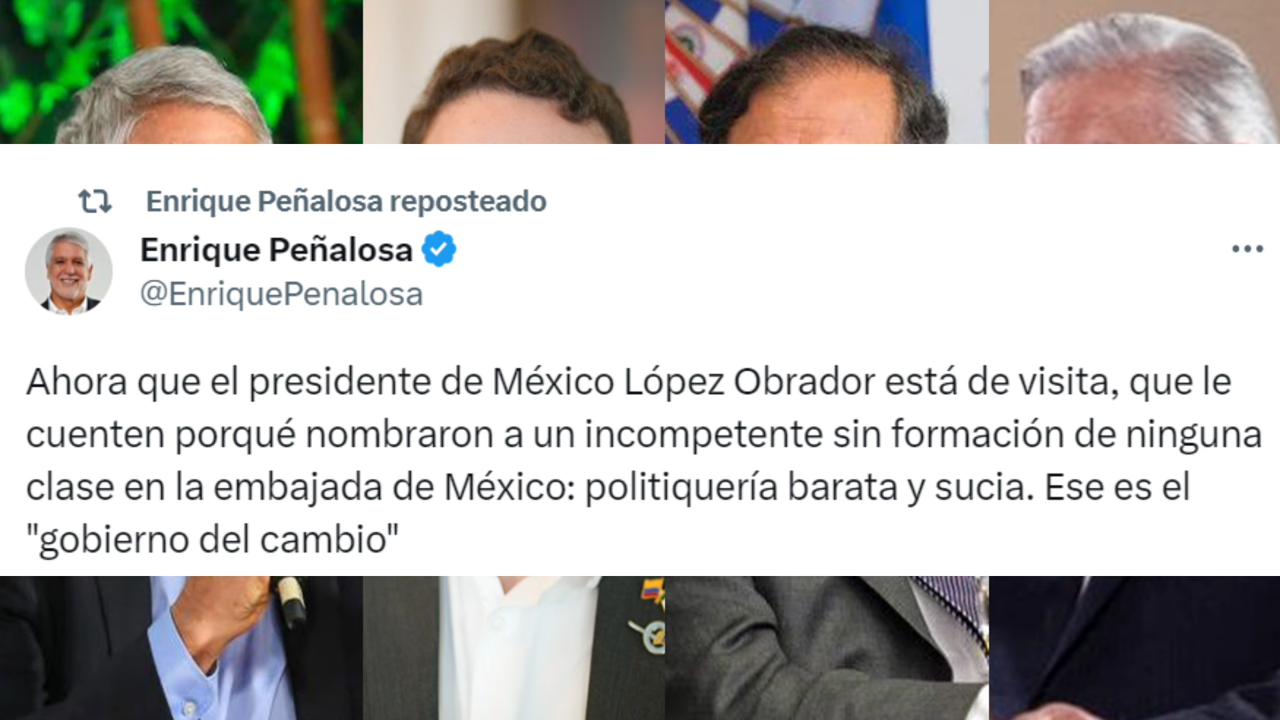 Enrique Peñalosa reposteado
Enrique Peñalosa
@EnriquePenalosa
Ahora que el presidente de México López Obrador está de visita, que le
cuenten porqué nombraron a un incompetente sin formación de ninguna
clase en la embajada de México: politiquería barata y sucia. Ese es el
"gobierno del cambio"